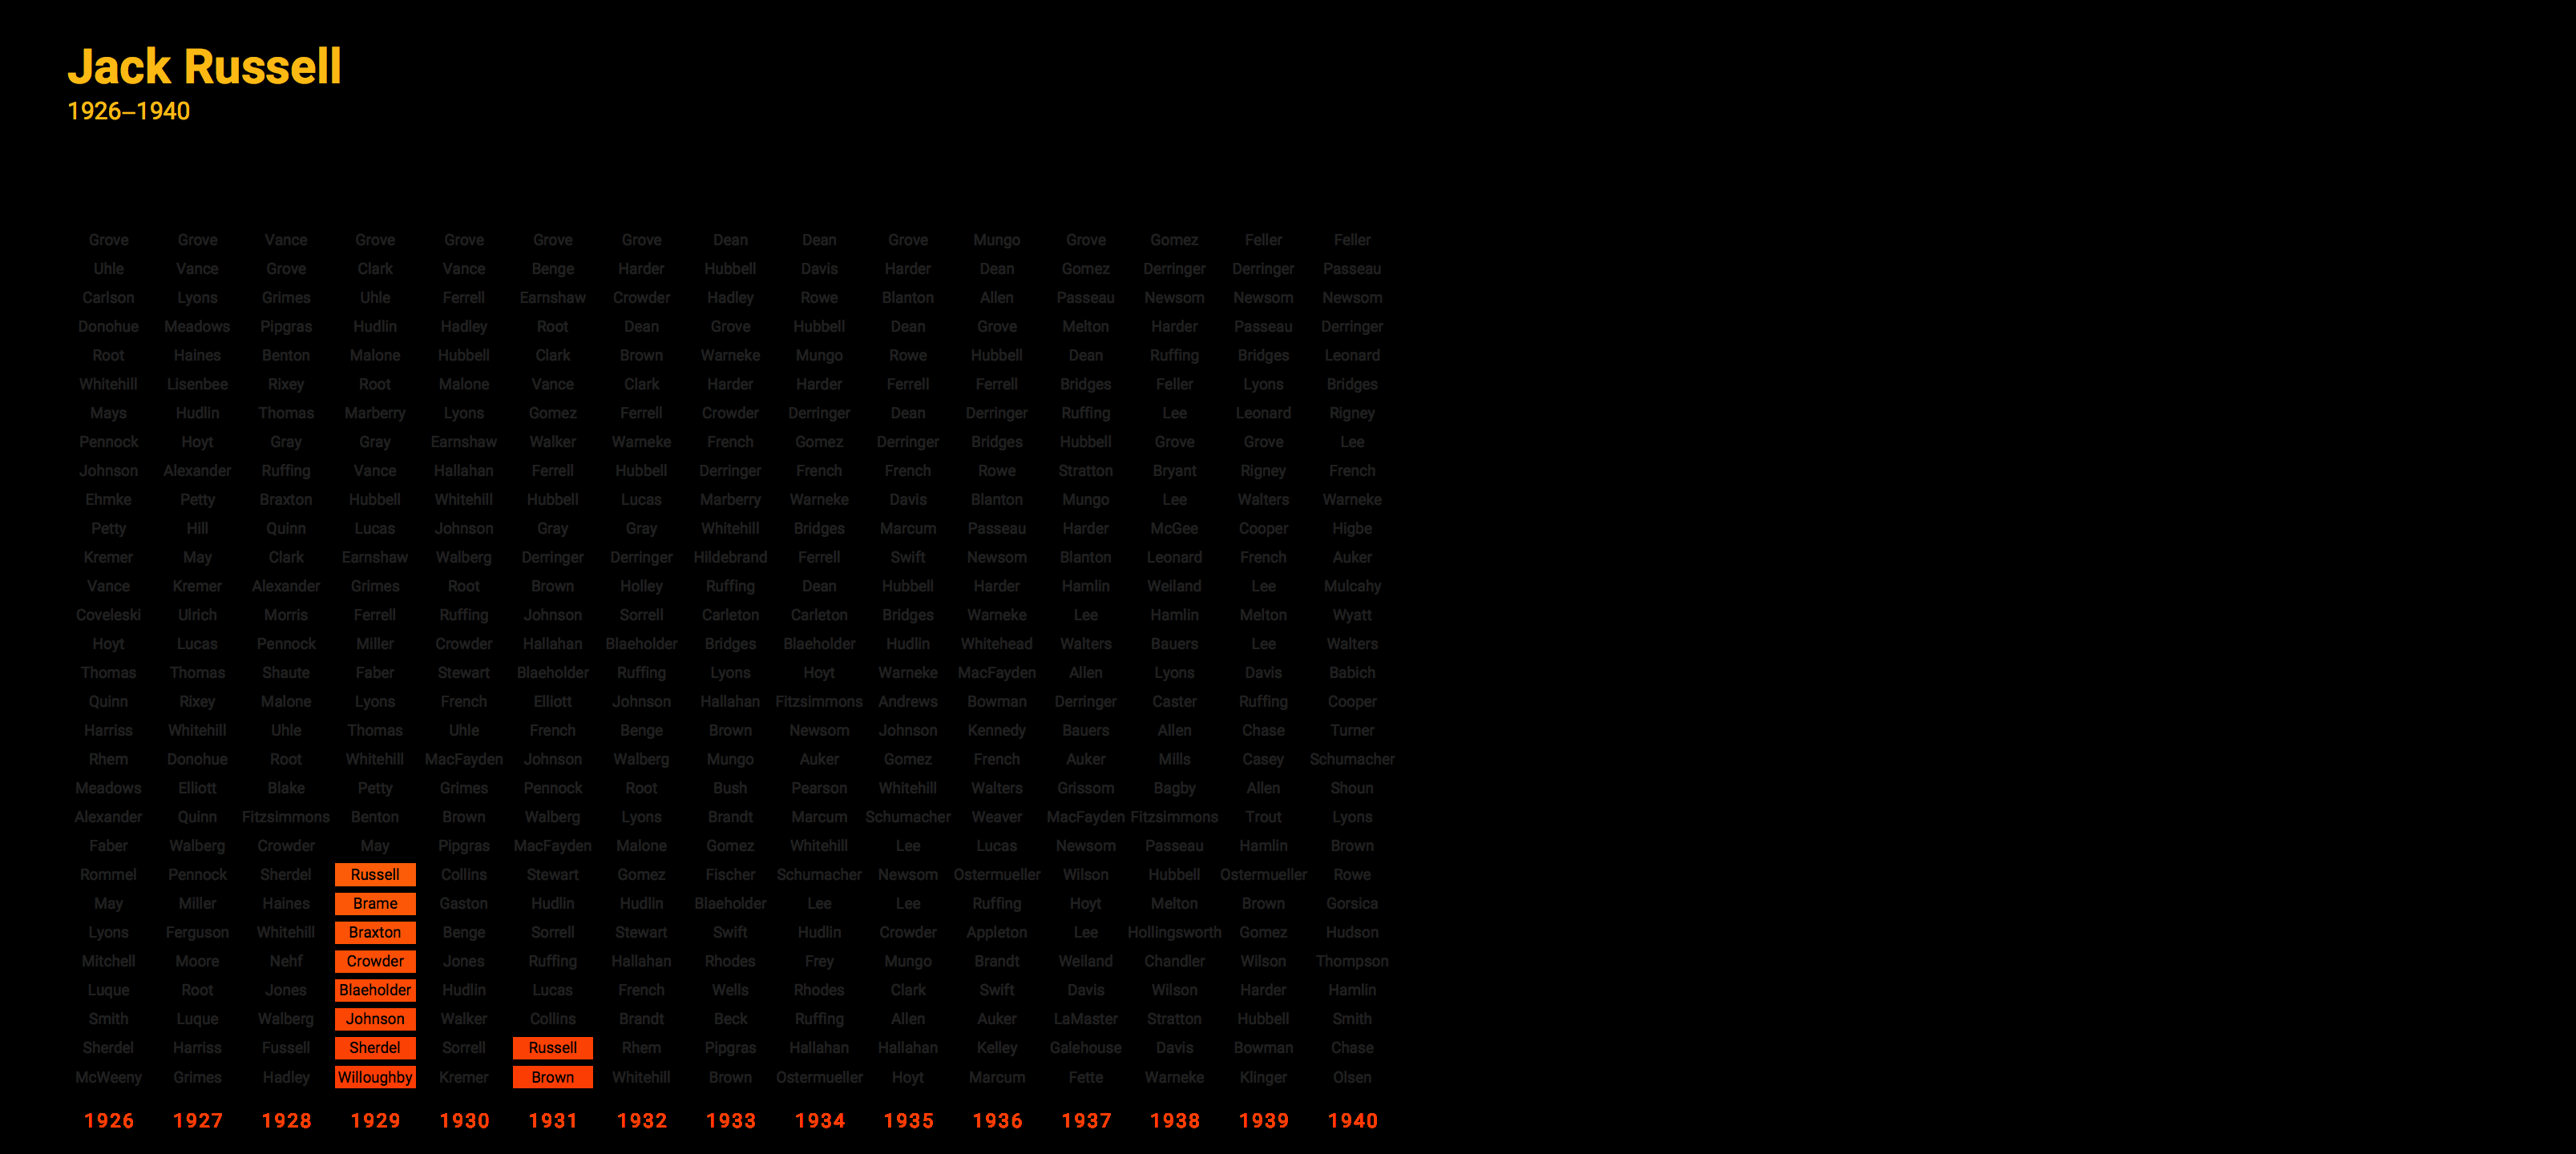 Jack Russell
1926–1940
Grove Grove Vance Grove Grove Grove Grove Dean Dean Grove Mungo Grove Gomez Feller Feller
Uhle Vance Grove Clark Vance Benge Harder Hubbell Davis Harder Dean Gomez Derringer Derringer Passeau
Carlson Lyons Grimes Uhle Ferrell Earnshaw Crowder Hadley Rowe Blanton Allen Passeau Newsom Newsom Newsom
Donohue Meadows Pipgras Hudlin Hadley Root Dean Grove Hubbell Dean Grove Melton Harder Passeau Derringer
Root Haines Benton Malone Hubbell Clark Brown Warneke Mungo Rowe Hubbell Dean Ruffing Bridges Leonard
Whitehill Lisenbee Rixey Root Malone Vance Clark Harder Harder Ferrell Ferrell Bridges Feller Lyons Bridges
Mays Hudlin Thomas Marberry Lyons Gomez Ferrell Crowder Derringer Dean Derringer Ruffing Lee Leonard Rigney
Pennock Hoyt Gray Gray Earnshaw Walker Warneke French Gomez Derringer Bridges Hubbell Grove Grove Lee
Johnson Alexander Ruffing Vance Hallahan Ferrell Hubbell Derringer French French Rowe Stratton Bryant Rigney French
Ehmke Petty Braxton Hubbell Whitehill Hubbell Lucas Marberry Warneke Davis Blanton Mungo Lee Walters Warneke
Petty Hill Quinn Lucas Johnson Gray Gray Whitehill Bridges Marcum Passeau Harder McGee Cooper Higbe
Kremer May Clark Earnshaw Walberg Derringer Derringer Hildebrand Ferrell Swift Newsom Blanton Leonard French Auker
Vance Kremer Alexander Grimes Root Brown Holley Ruffing Dean Hubbell Harder Hamlin Weiland Lee Mulcahy
Coveleski Ulrich Morris Ferrell Ruffing Johnson Sorrell Carleton Carleton Bridges Warneke Lee Hamlin Melton Wyatt
Hoyt Lucas Pennock Miller Crowder Hallahan Blaeholder Bridges Blaeholder Hudlin Whitehead Walters Bauers Lee Walters
Thomas Thomas Shaute Faber Stewart Blaeholder Ruffing Lyons Hoyt Warneke MacFayden Allen Lyons Davis Babich
Quinn Rixey Malone Lyons French Elliott Johnson Hallahan Fitzsimmons Andrews Bowman Derringer Caster Ruffing Cooper
Harriss Whitehill Uhle Thomas Uhle French Benge Brown Newsom Johnson Kennedy Bauers Allen Chase Turner
Rhem Donohue Root Whitehill MacFayden Johnson Walberg Mungo Auker Gomez French Auker Mills Casey Schumacher
Meadows Elliott Blake Petty Grimes Pennock Root Bush Pearson Whitehill Walters Grissom Bagby Allen Shoun
Alexander Quinn Fitzsimmons Benton Brown Walberg Lyons Brandt Marcum Schumacher Weaver MacFayden Fitzsimmons Trout Lyons
Faber Walberg Crowder May Pipgras MacFayden Malone Gomez Whitehill Lee Lucas Newsom Passeau Hamlin Brown
Rommel Pennock Sherdel Russell Collins Stewart Gomez Fischer Schumacher Newsom Ostermueller Wilson Hubbell Ostermueller Rowe
May Miller Haines Brame Gaston Hudlin Hudlin Blaeholder Lee Lee Ruffing Hoyt Melton Brown Gorsica
Lyons Ferguson Whitehill Braxton Benge Sorrell Stewart Swift Hudlin Crowder Appleton Lee Hollingsworth Gomez Hudson
Mitchell Moore Nehf Crowder Jones Ruffing Hallahan Rhodes Frey Mungo Brandt Weiland Chandler Wilson Thompson
Luque Root Jones Blaeholder Hudlin Lucas French Wells Rhodes Clark Swift Davis Wilson Harder Hamlin
Smith Luque Walberg Johnson Walker Collins Brandt Beck Ruffing Allen Auker LaMaster Stratton Hubbell Smith
Sherdel Harriss Fussell Sherdel Sorrell Russell Rhem Pipgras Hallahan Hallahan Kelley Galehouse Davis Bowman Chase
McWeeny Grimes Hadley Willoughby Kremer Brown Whitehill Brown Ostermueller Hoyt Marcum Fette Warneke Klinger Olsen
1926 1927 1928 1929 1930 1931 1932 1933 1934 1935 1936 1937 1938 1939 1940